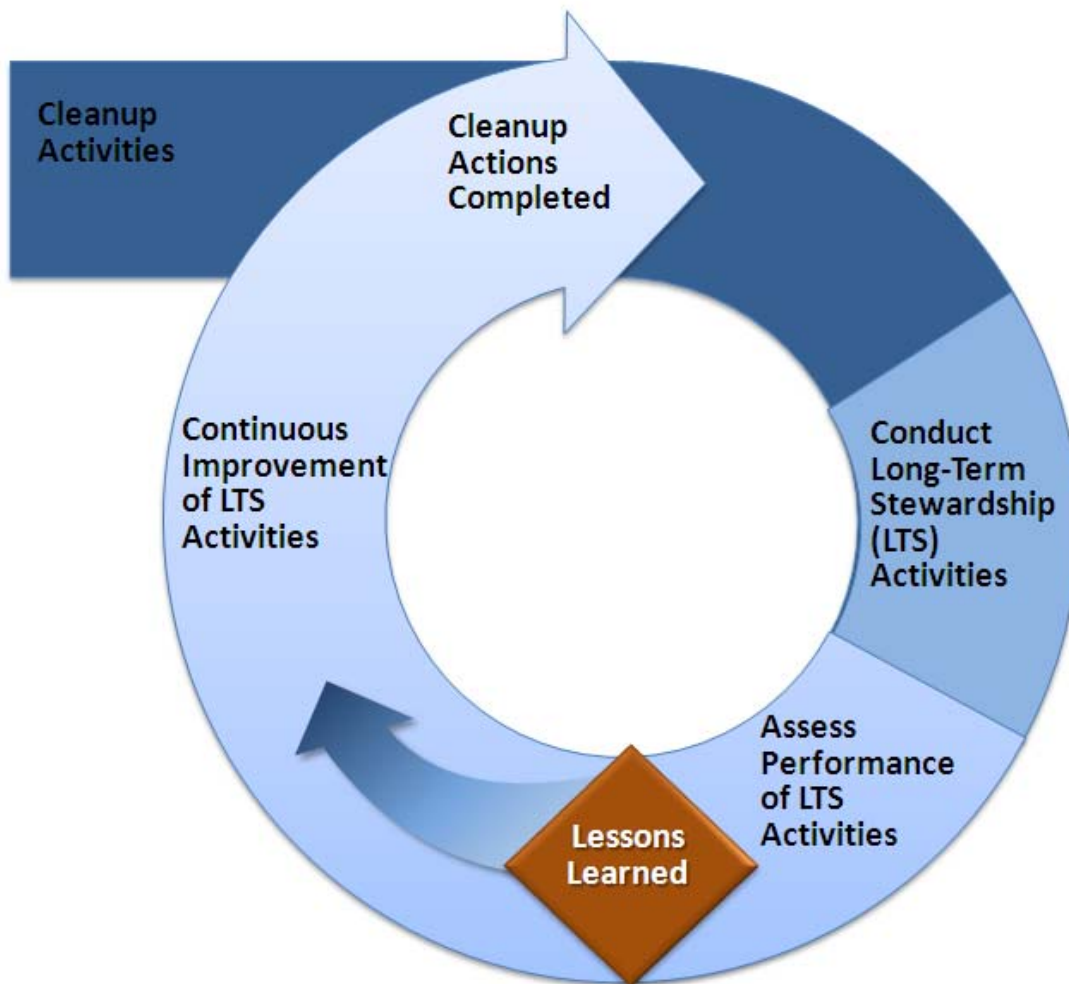 Cleanup
Activities
Cleanup
Actions
Completed
Conduct
Long-Term
Stewardship
(LTS)
Activities
Assess
Performance
of LTS
Activities
Lessons
Learned
Continuous
Improvement
of LTS
Activities